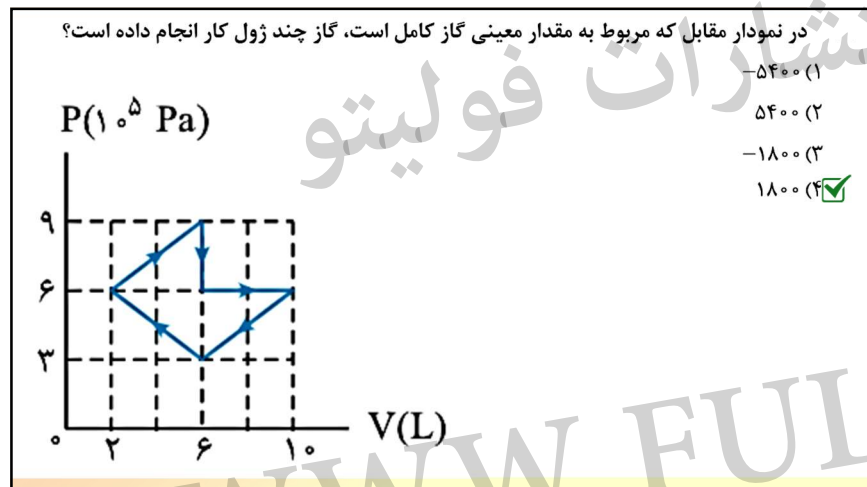 در نمودار مقابل که مربوط به مقدار معینی گاز کامل است، گاز چند ژول کار انجام داده است؟
۱) ۵۴۰۰−
۲) ۵۴۰۰
۳) ۱۸۰۰−
۴) ۱۸۰۰
P(۱۰^۵ Pa)
۹
۶
۳
۰ ۲ ۶ ۱۰ V(L)
فولیتو
WWW.FUL